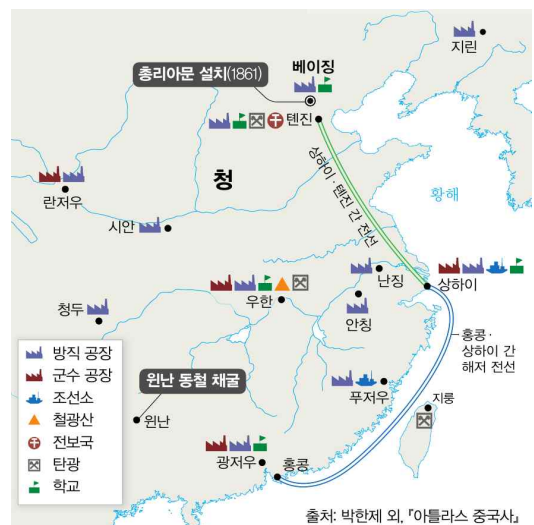 지린
베이징
총리아문 설치(1861)
톈진
청
상하이·톈진 간 전선
황해
란저우
시안
난징
상하이
우한
안칭
청두
홍콩·
상하이 간
해저 전선
방직 공장
군수 공장
조선소
철광산
전보국
탄광
학교
윈난 동철 채굴
윈난
푸저우
지룽
광저우
홍콩
출처: 박한제 외, 『아틀라스 중국사』